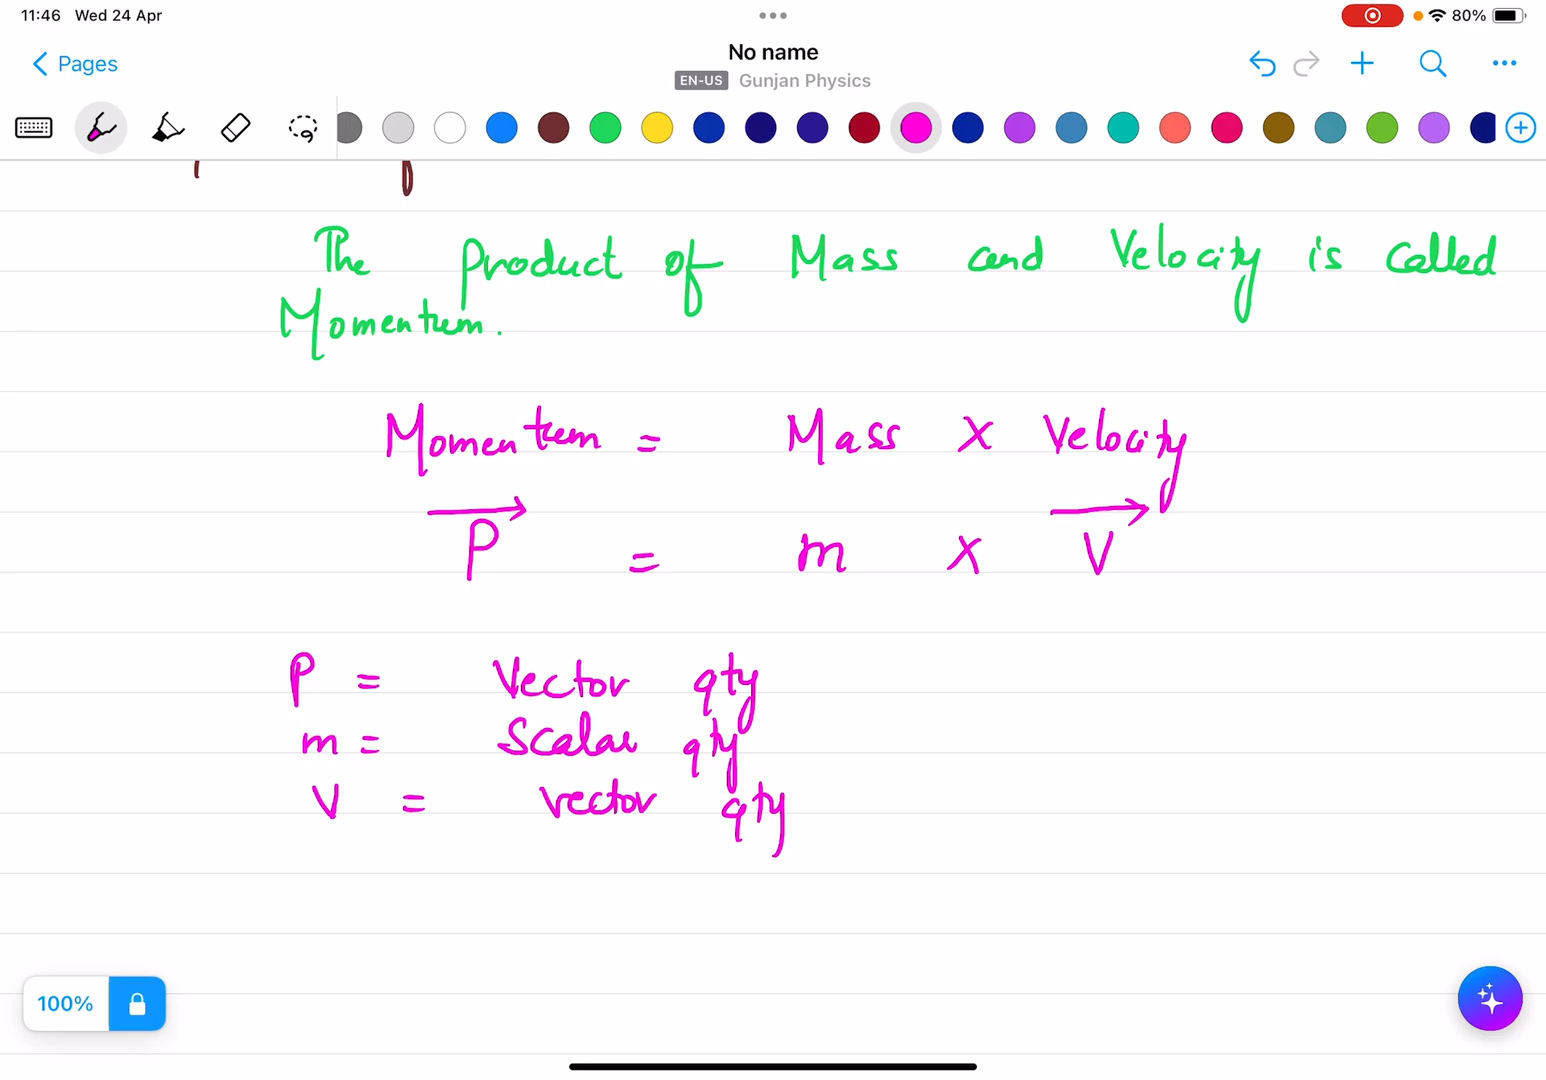 11:46 Wed 24 Apr 80%
Pages No name
EN-US Gunjan Physics
The product of Mass and Velocity is called
Momentum.
Momentum = Mass X Velocity
P = m X V
P = Vector qty
m = Scalar qty
V = vector qty
100%